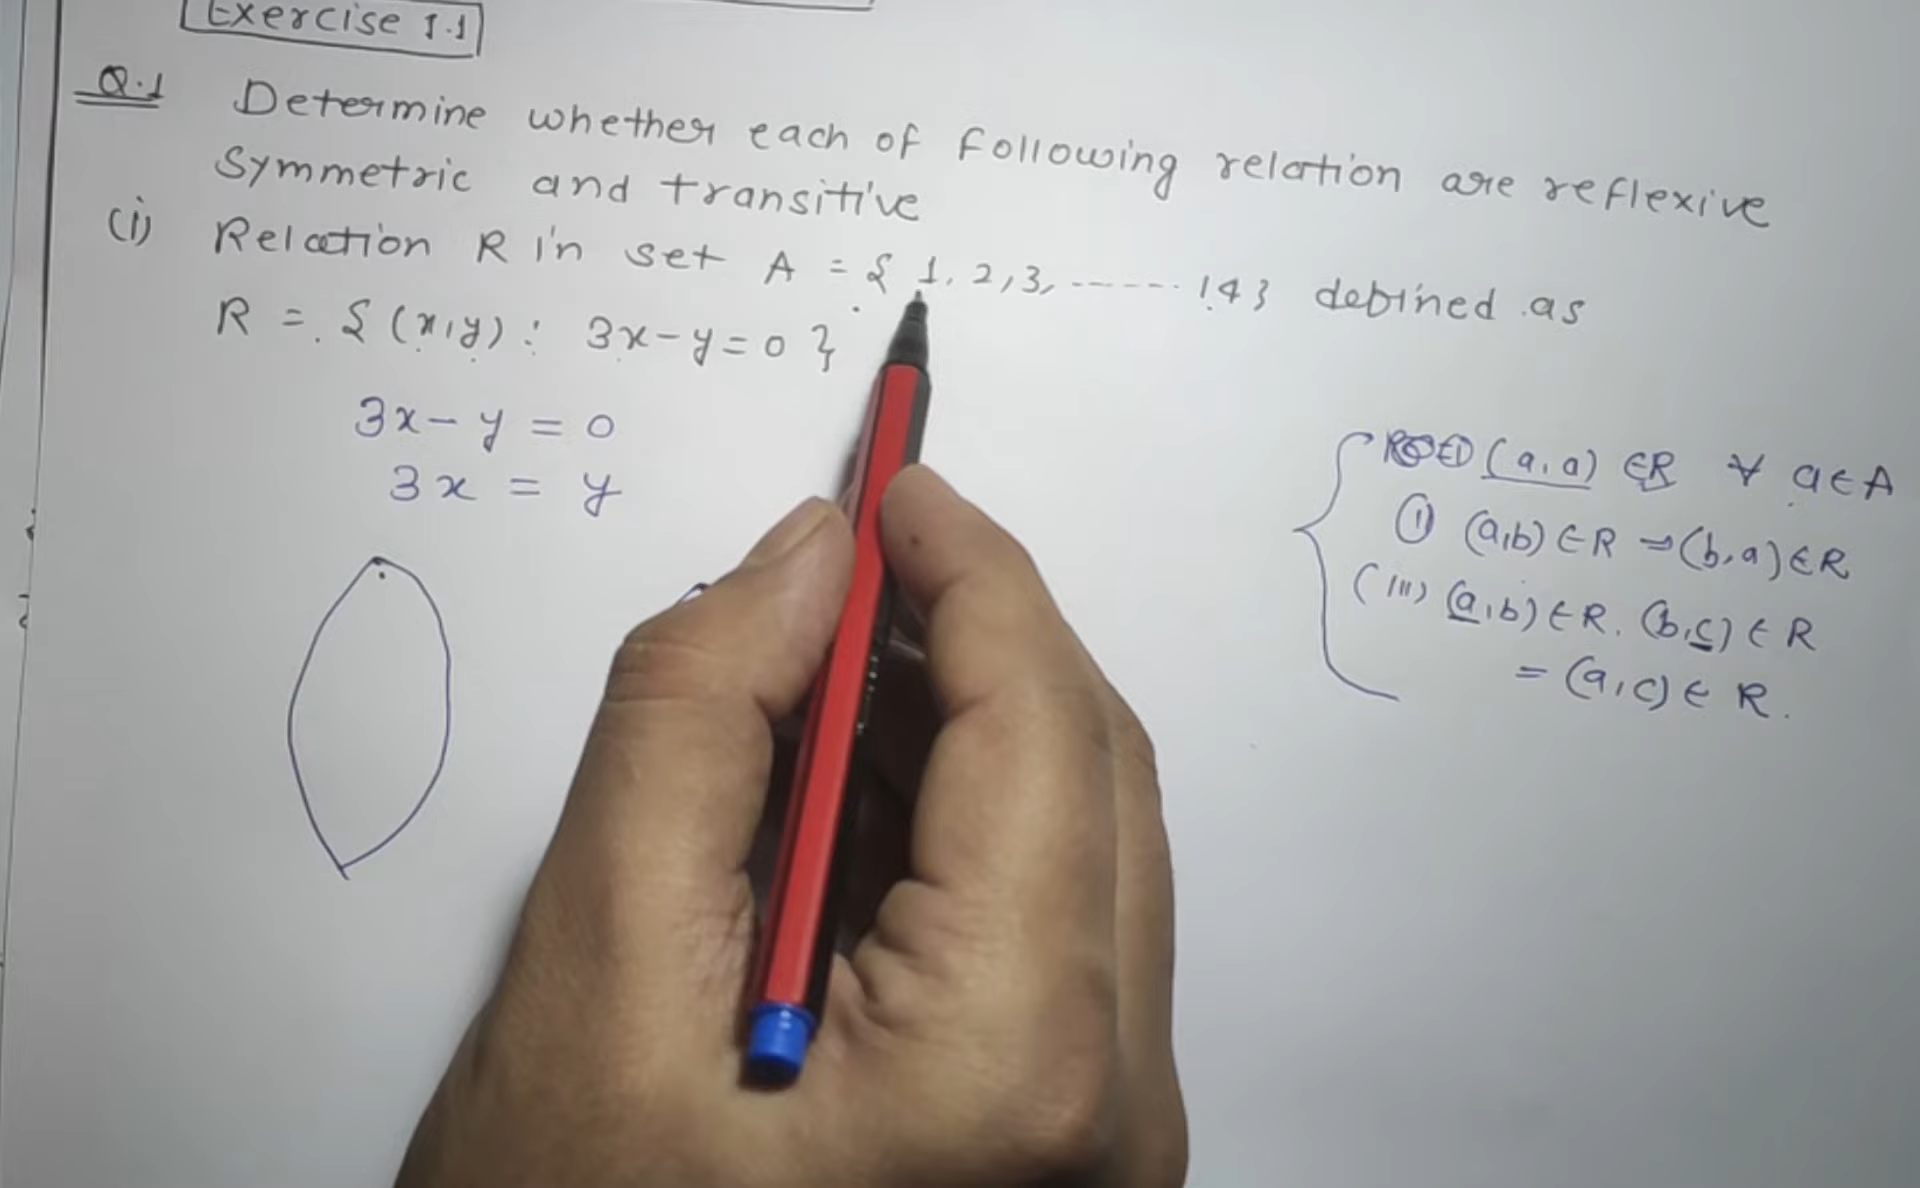 Exercise 1.1
Q.1 Determine whether each of following relation are reflexive
Symmetric and transitive
(i) Relation R in set A = { 1, 2, 3, ------ 14} defined as
R = { (x,y) : 3x-y=0 }
3x - y = 0
3x = y
(a,a) ∈R ∀ a∈A
① (a,b) ∈R ⇒(b,a)∈R
(iii) (a,b)∈R. (b,c) ∈ R
= (a,c)∈ R.